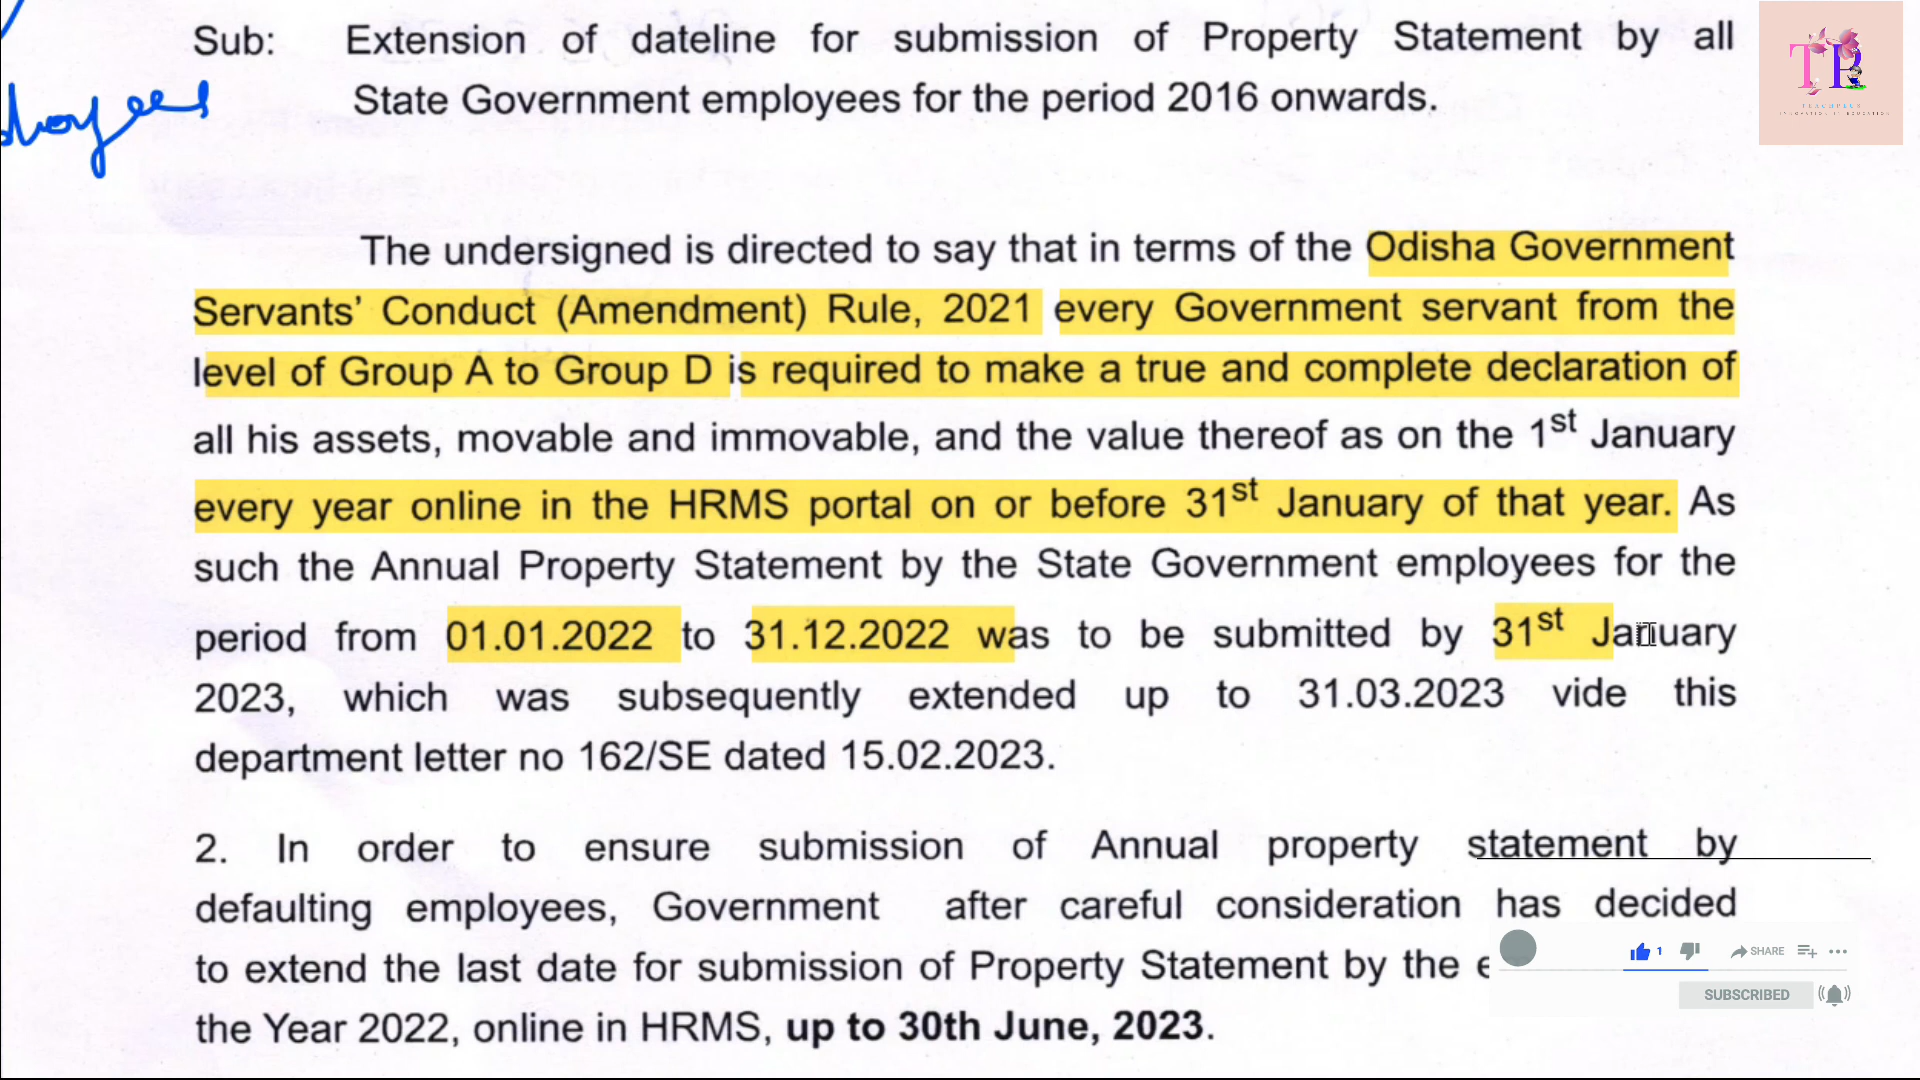 Sub: Extension of dateline for submission of Property Statement by all
State Government employees for the period 2016 onwards.
The undersigned is directed to say that in terms of the Odisha Government
Servants’ Conduct (Amendment) Rule, 2021 every Government servant from the
level of Group A to Group D is required to make a true and complete declaration of
all his assets, movable and immovable, and the value thereof as on the 1st January
every year online in the HRMS portal on or before 31st January of that year. As
such the Annual Property Statement by the State Government employees for the
period from 01.01.2022 to 31.12.2022 was to be submitted by 31st January
2023, which was subsequently extended up to 31.03.2023 vide this
department letter no 162/SE dated 15.02.2023.
2. In order to ensure submission of Annual property statement by
defaulting employees, Government after careful consideration has decided
to extend the last date for submission of Property Statement by the e
the Year 2022, online in HRMS, up to 30th June, 2023.
TR
1 SHARE
SUBSCRIBED